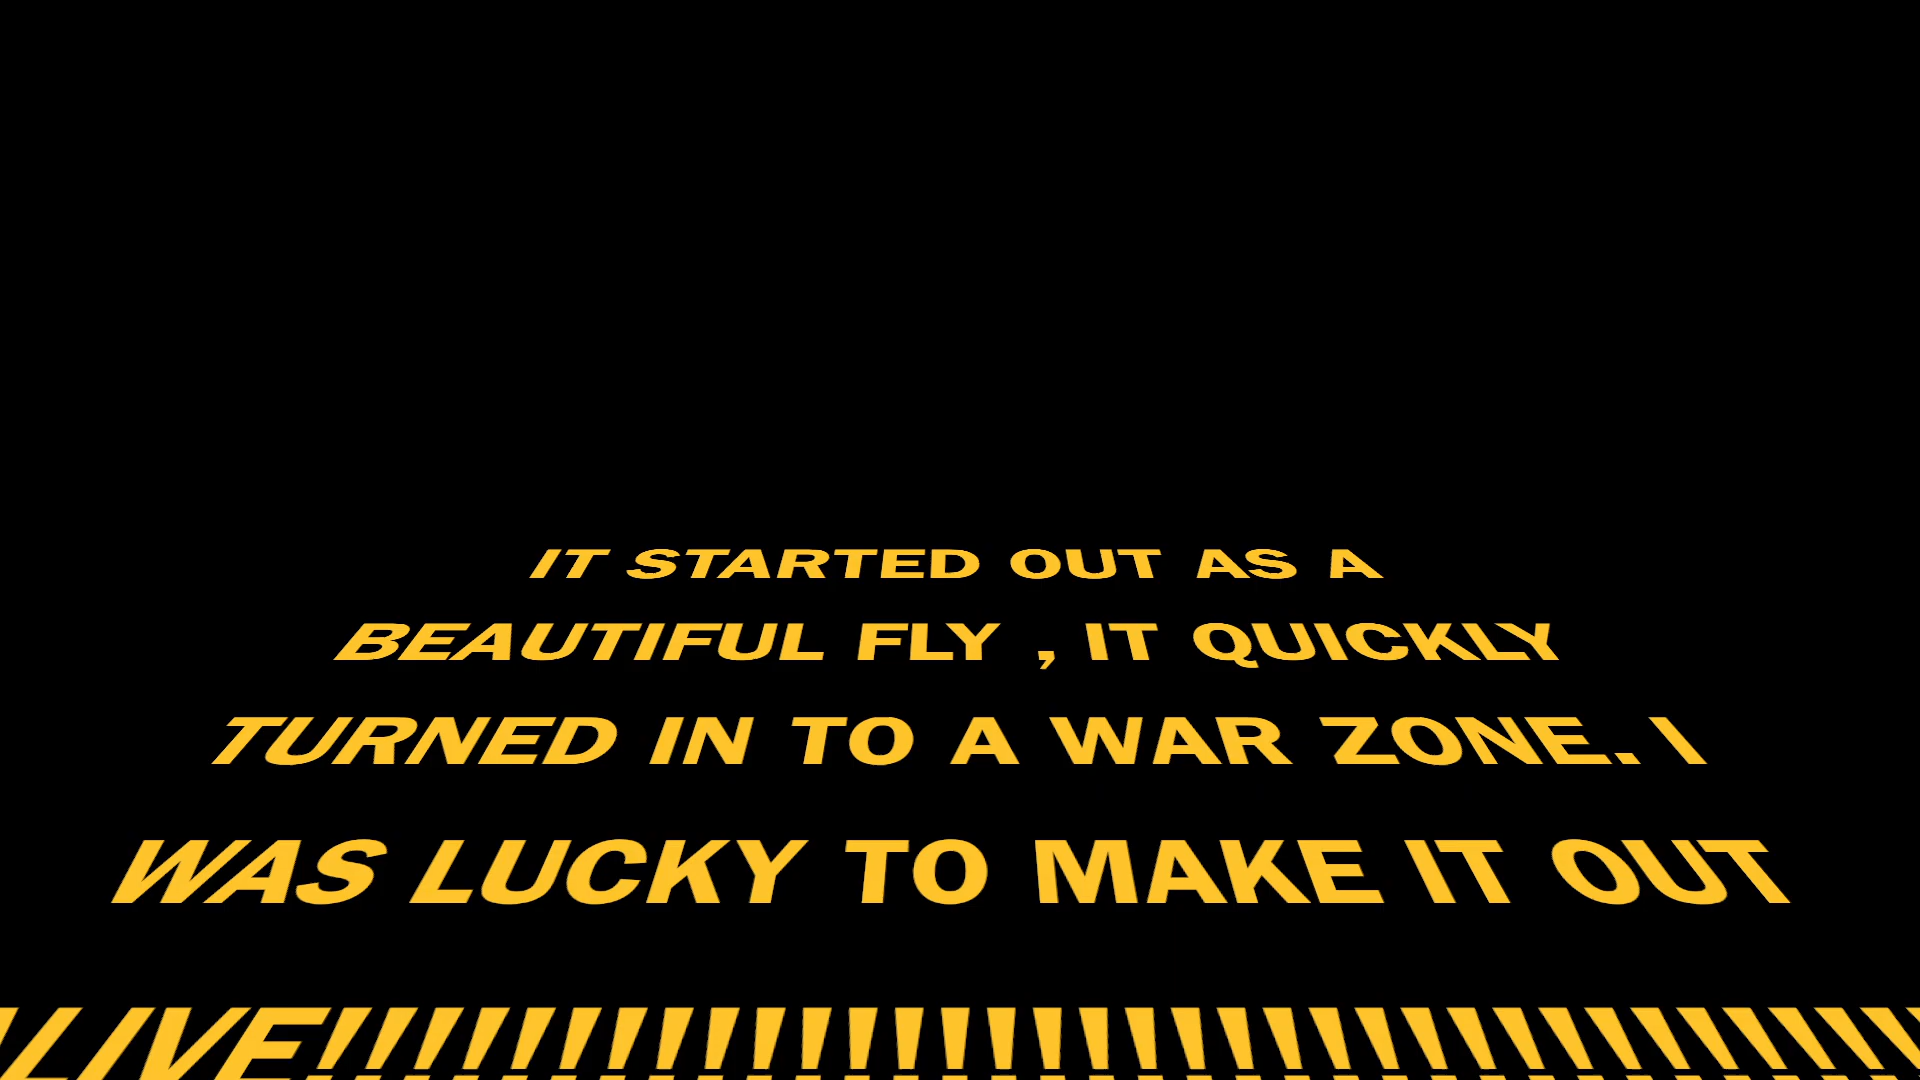 IT STARTED OUT AS A
BEAUTIFUL FLY , IT QUICKLY
TURNED IN TO A WAR ZONE. I
WAS LUCKY TO MAKE IT OUT
LIVE!!!!!!!!!!!!!!!!!!!!!!!!!!!!!!!!!!!